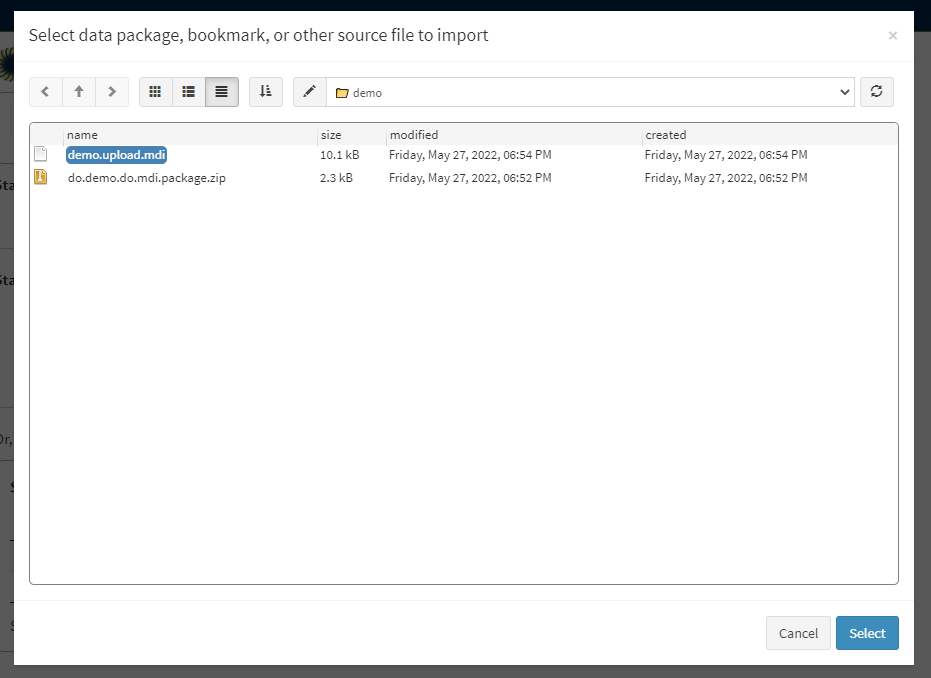 Select data package, bookmark, or other source file to import
×
demo
name size modified created
demo.upload.mdi 10.1 kB Friday, May 27, 2022, 06:54 PM Friday, May 27, 2022, 06:54 PM
do.demo.do.mdi.package.zip 2.3 kB Friday, May 27, 2022, 06:52 PM Friday, May 27, 2022, 06:52 PM
Sta
Sta
Or,
Cancel Select